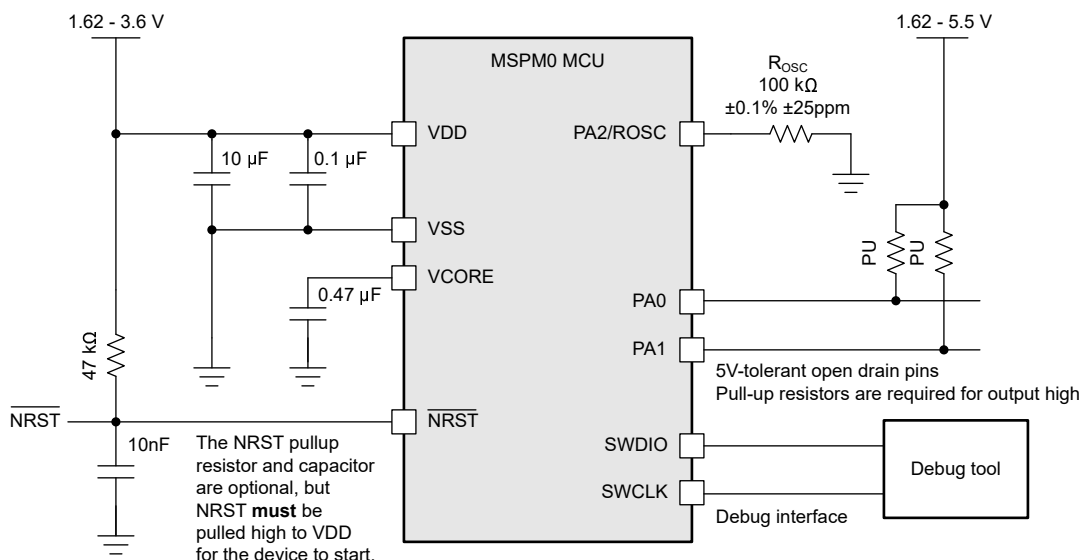 1.62 - 3.6 V
1.62 - 5.5 V
MSPM0 MCU
ROSC
100 kΩ
±0.1% ±25ppm
VDD
PA2/ROSC
10 µF
0.1 µF
VSS
VCORE
0.47 µF
PU
PU
PA0
47 kΩ
PA1
5V-tolerant open drain pins
Pull-up resistors are required for output high
NRST
NRST
10nF
The NRST pullup
resistor and capacitor
are optional, but
NRST must be
pulled high to VDD
for the device to start.
SWDIO
SWCLK
Debug tool
Debug interface